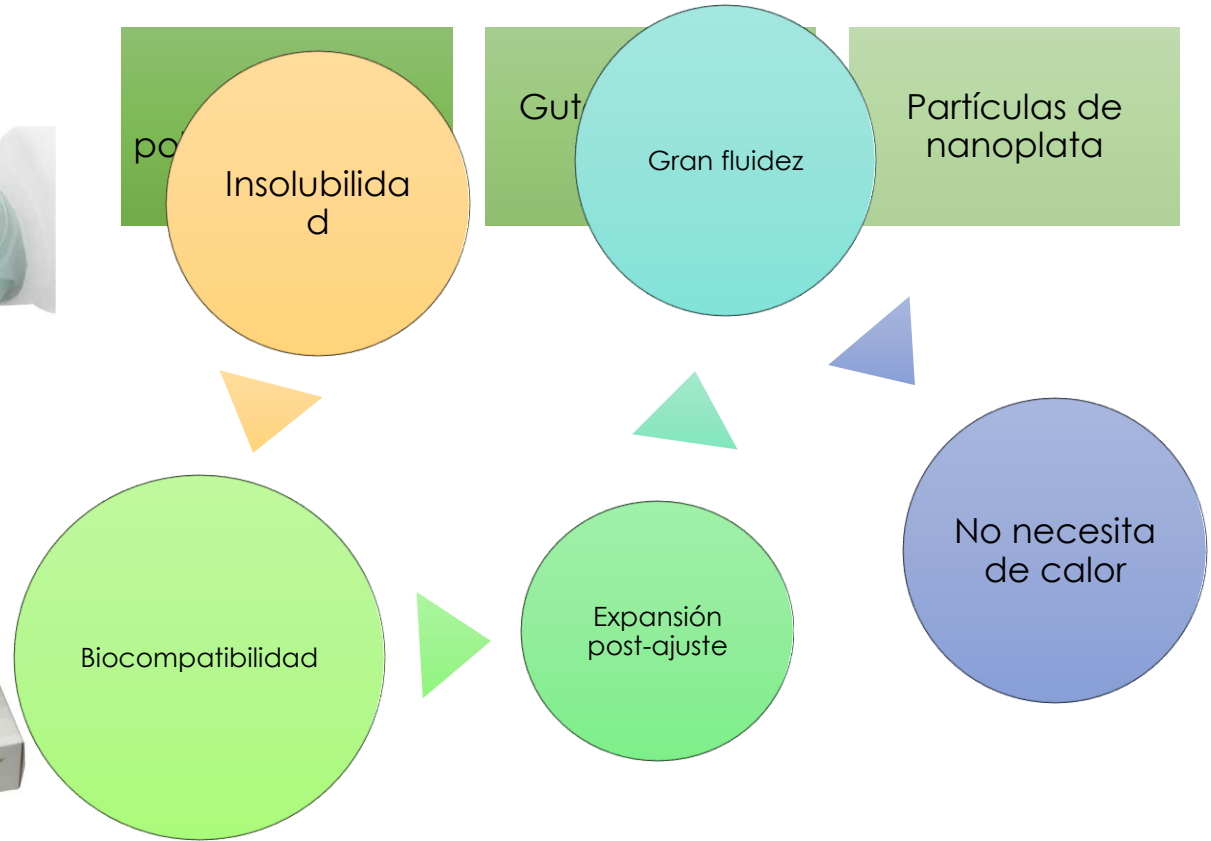 po
Gut
Partículas de
nanoplata
Insolubilida
d
Gran fluidez
No necesita
de calor
Expansión
post-ajuste
Biocompatibilidad